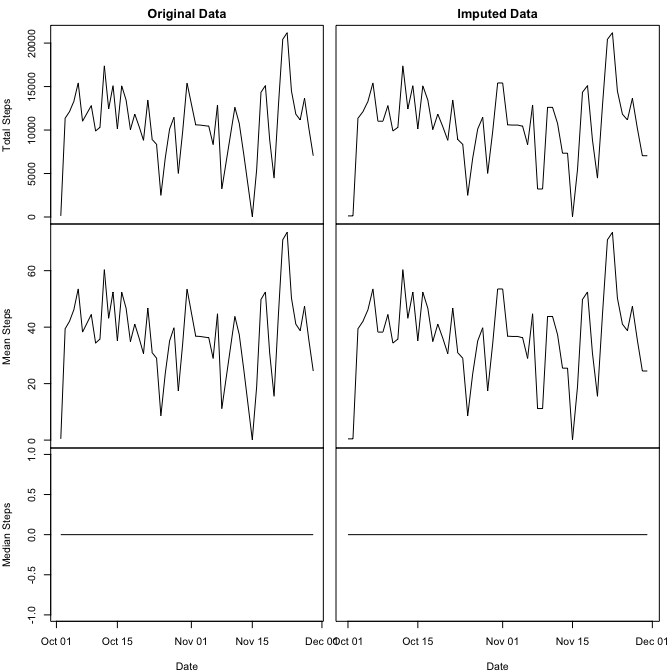 Original Data
Imputed Data
Total Steps
20000
15000
10000
5000
0
Mean Steps
60
40
20
0
Median Steps
1.0
0.5
0.0
-0.5
-1.0
Oct 01 Oct 15 Nov 01 Nov 15 Dec 01
Oct 01 Oct 15 Nov 01 Nov 15 Dec 01
Date
Date